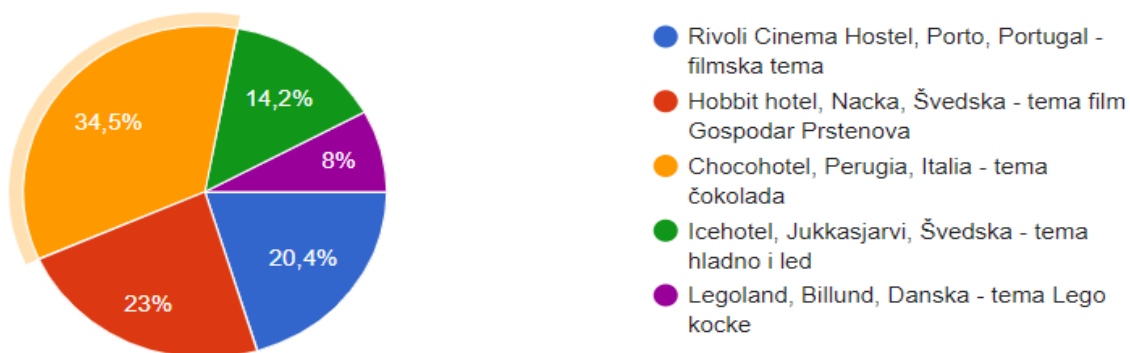 34,5%
14,2%
8%
20,4%
23%
Rivoli Cinema Hostel, Porto, Portugal -
filmska tema
Hobbit hotel, Nacka, Švedska - tema film
Gospodar Prstenova
Chocohotel, Perugia, Italia - tema
čokolada
Icehotel, Jukkasjarvi, Švedska - tema
hladno i led
Legoland, Billund, Danska - tema Lego
kocke